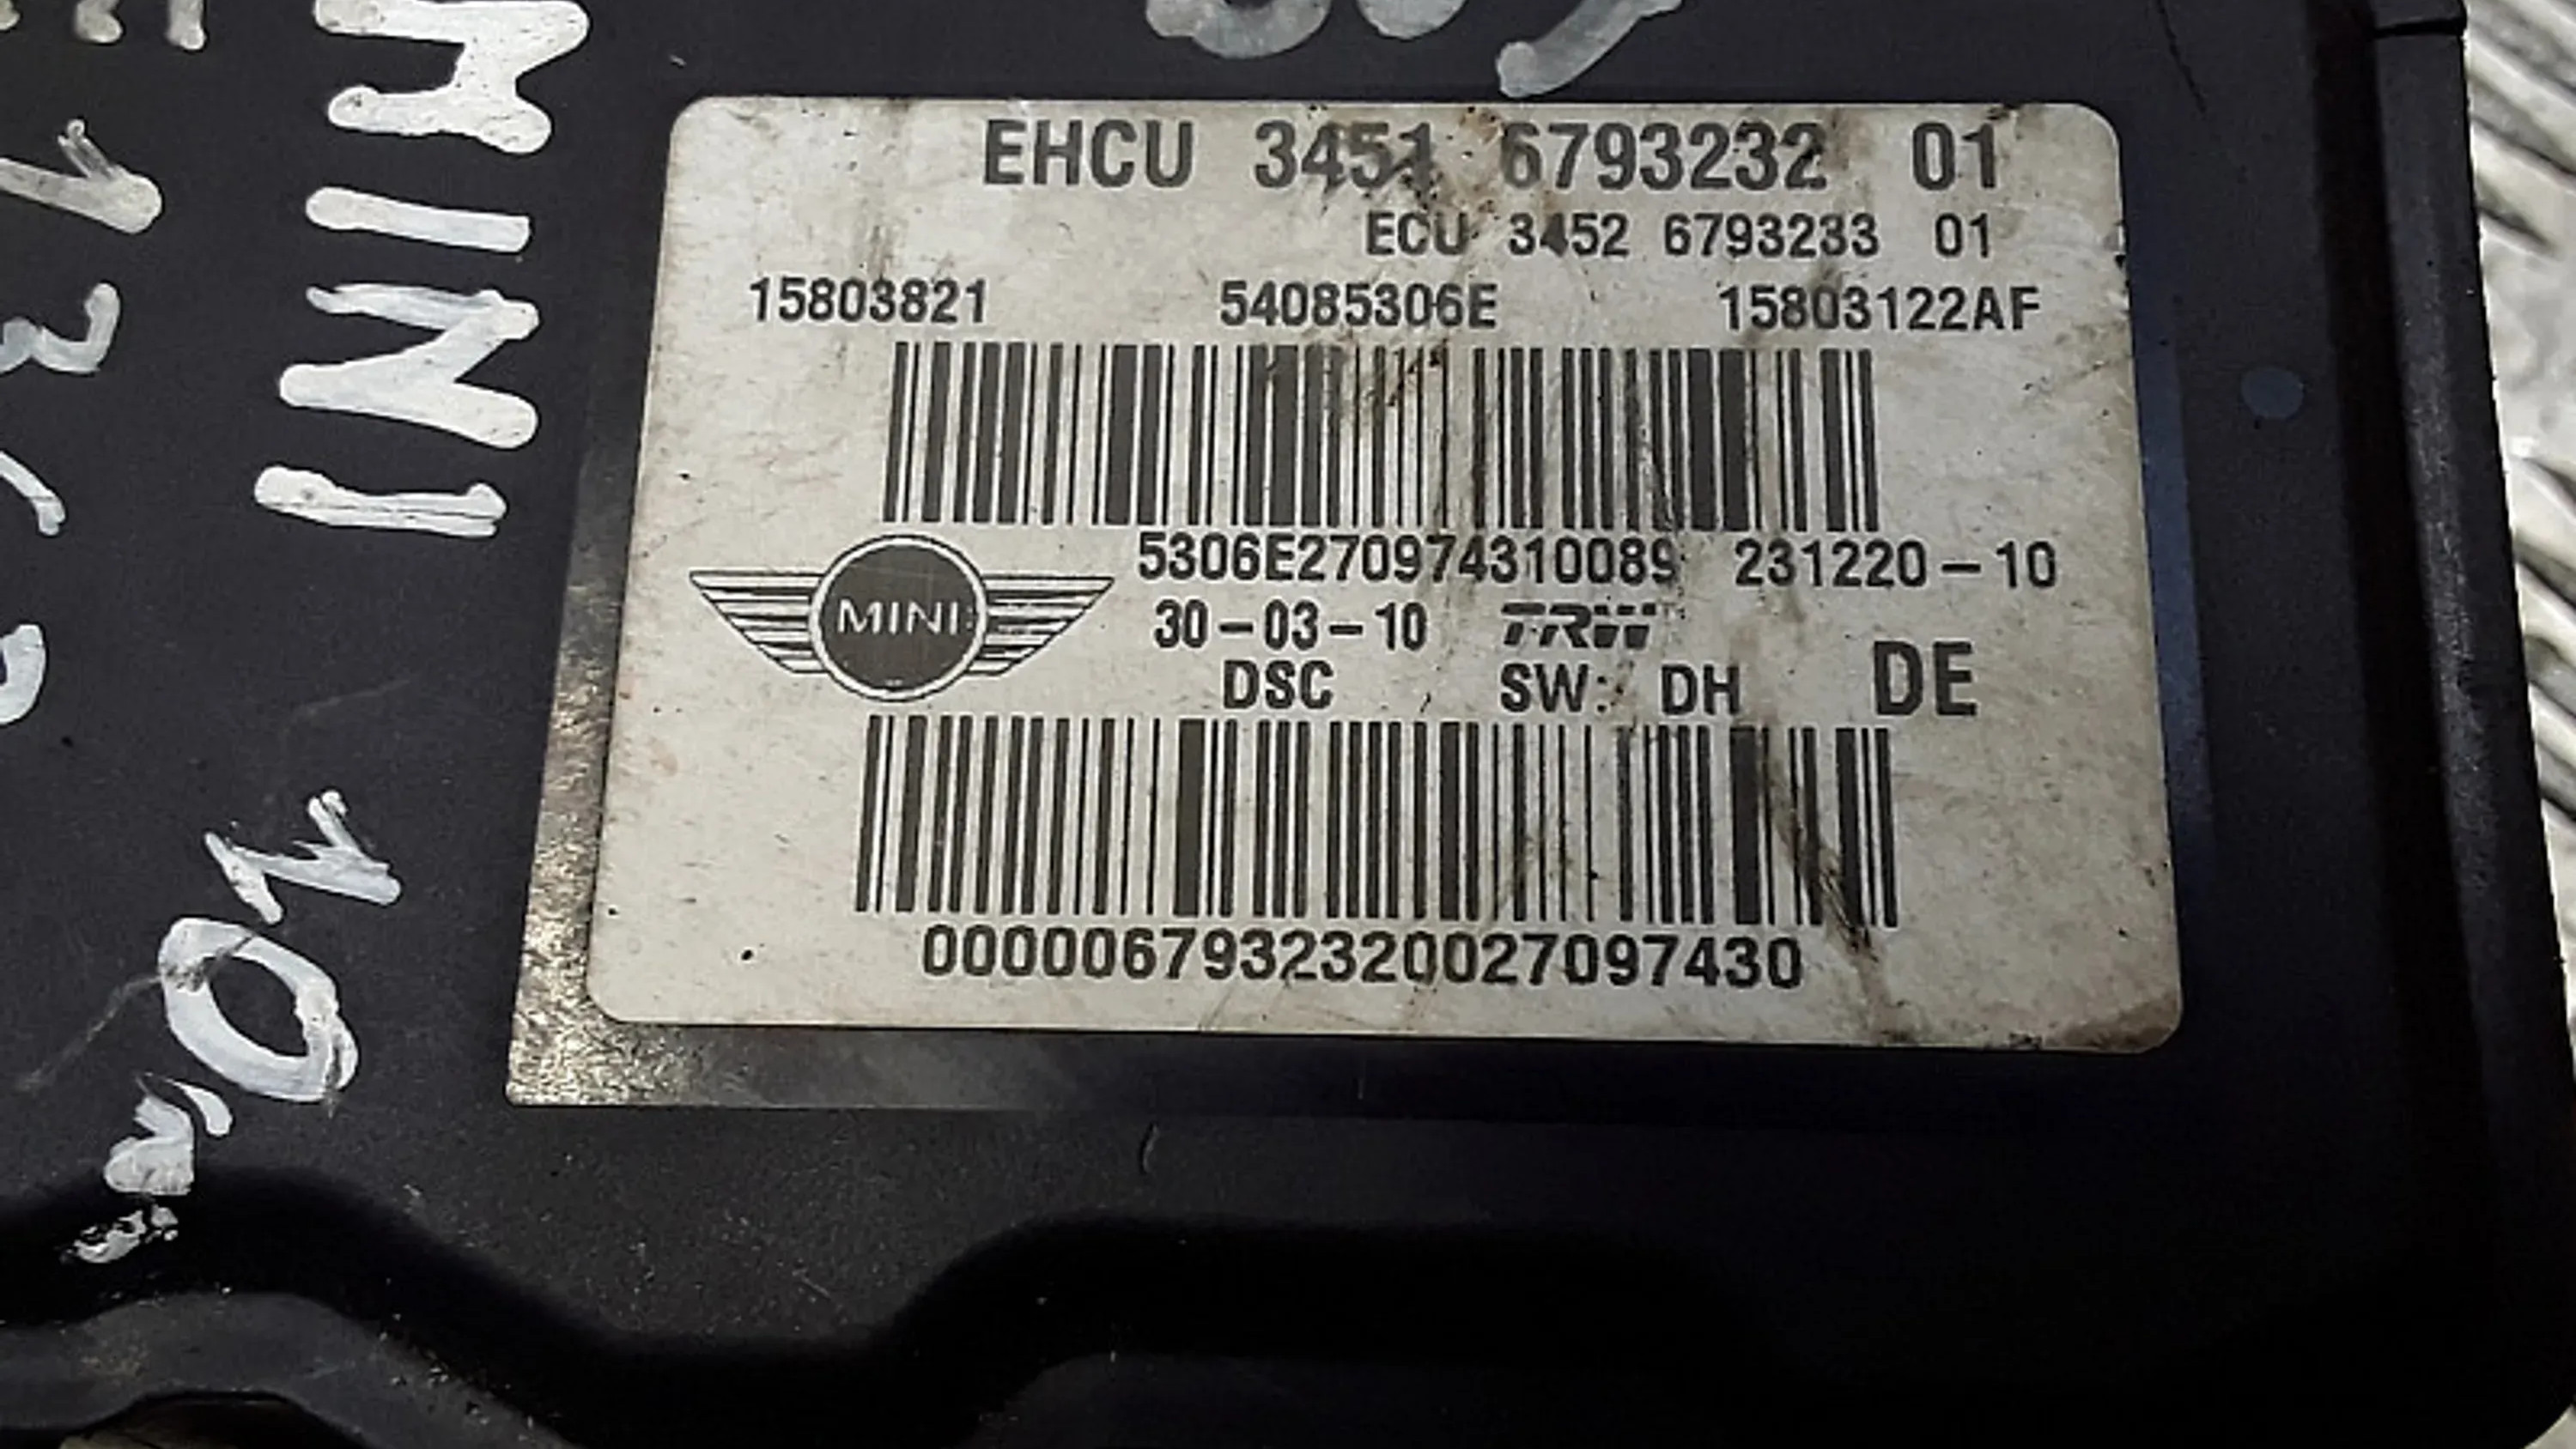 EHCU 3451 6793232 01
ECU 3452 6793233 01
15803821 54085306E 15803122AF
5306E270974310089 231220-10
MINI
30-03-10 TRW
DSC SW: DH DE
0000067932320027097430
MINI